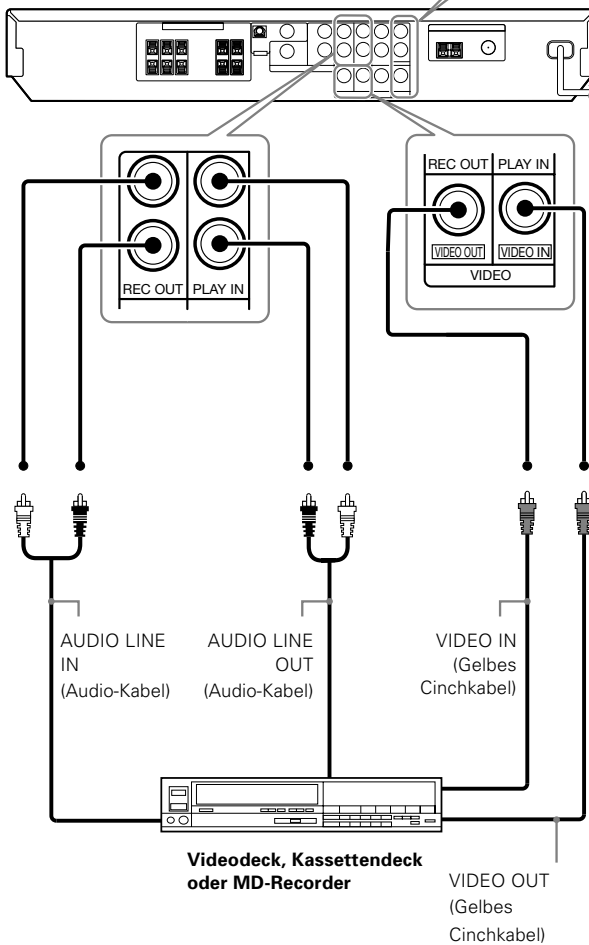 REC OUT PLAY IN
VIDEO OUT VIDEO IN
VIDEO
REC OUT PLAY IN
AUDIO LINE
IN
(Audio-Kabel)
AUDIO LINE
OUT
(Audio-Kabel)
VIDEO IN
(Gelbes
Cinchkabel)
Videodeck, Kassettendeck
oder MD-Recorder
VIDEO OUT
(Gelbes
Cinchkabel)